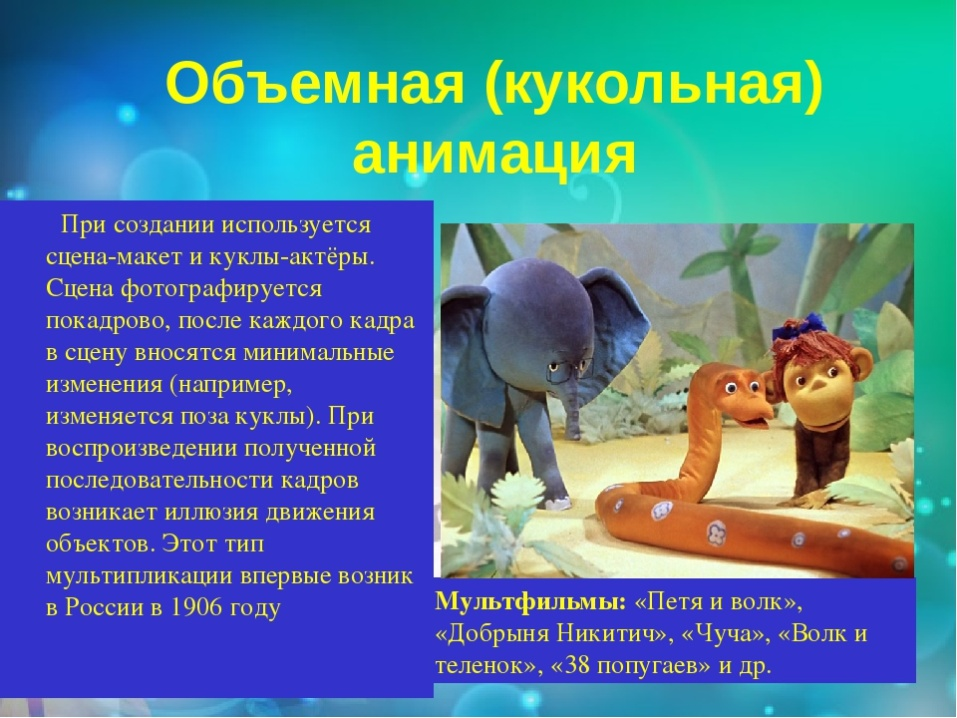 Объемная (кукольная)
анимация
При создании используется
сцена-макет и куклы-актёры.
Сцена фотографируется
покадрово, после каждого кадра
в сцену вносятся минимальные
изменения (например,
изменяется поза куклы). При
воспроизведении полученной
последовательности кадров
возникает иллюзия движения
объектов. Этот тип
мультипликации впервые возник
в России в 1906 году
Мультфильмы: «Петя и волк»,
«Добрыня Никитич», «Чуча», «Волк и
теленок», «38 попугаев» и др.